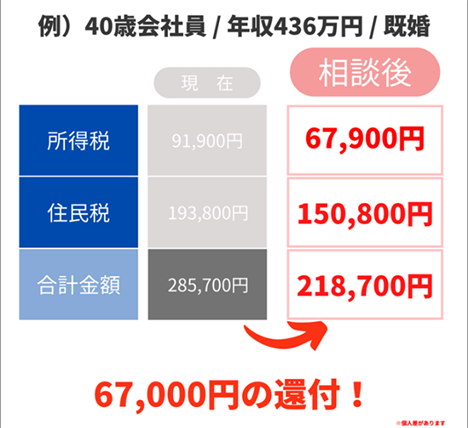 例）40歳会社員 / 年収436万円 / 既婚
現 在
相談後
所得税 91,900円 67,900円
住民税 193,800円 150,800円
合計金額 285,700円 218,700円
67,000円の還付！
※個人差があります